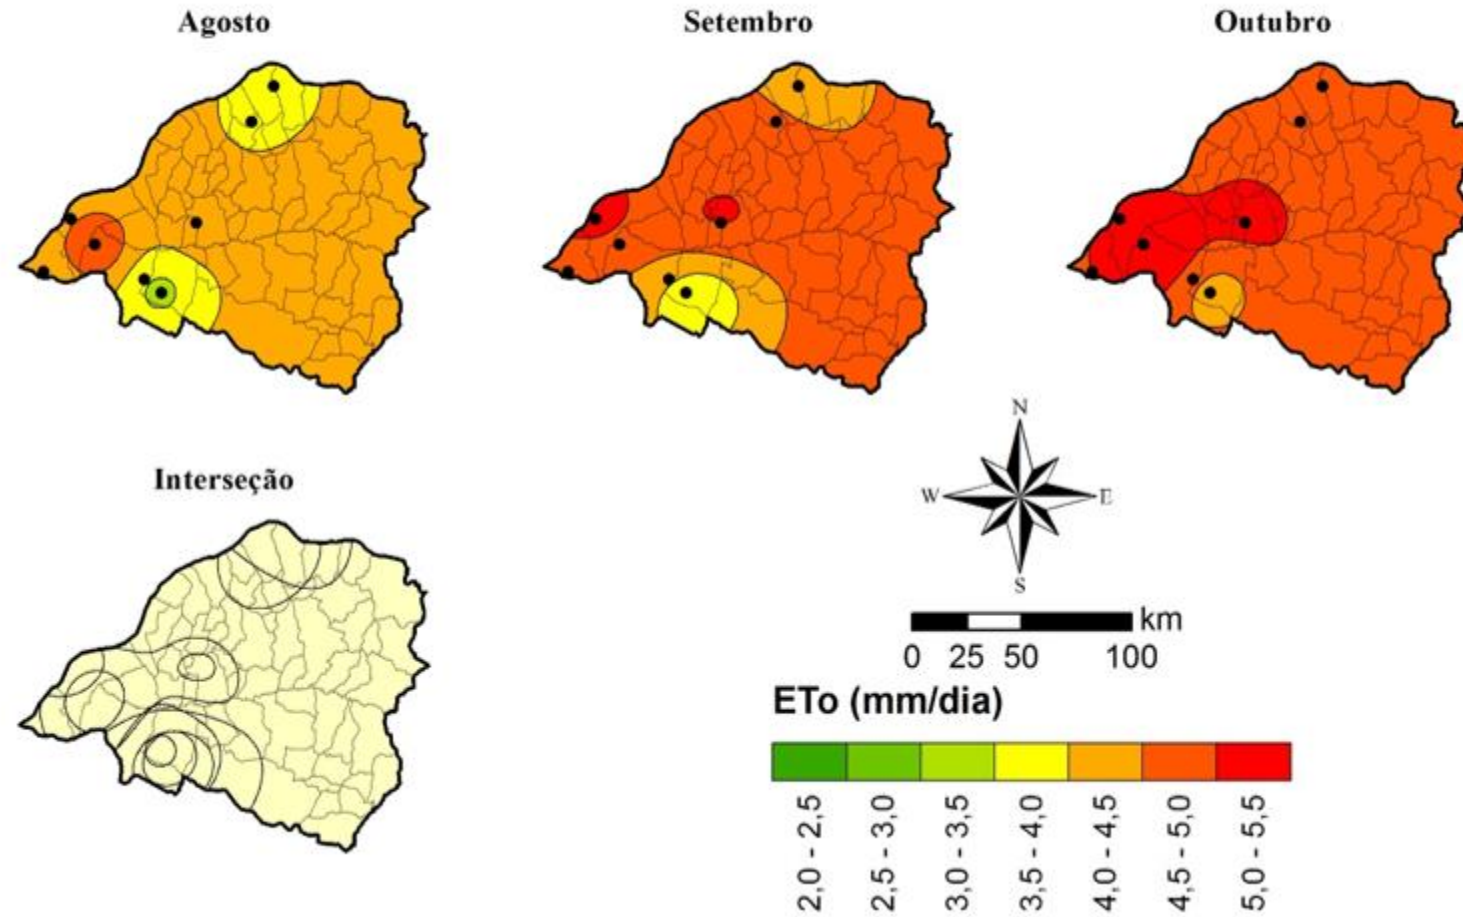 Agosto
Setembro
Outubro
Interseção
N
W
E
S
km
0 25 50 100
ETo (mm/dia)
2,0 - 2,5
2,5 - 3,0
3,0 - 3,5
3,5 - 4,0
4,0 - 4,5
4,5 - 5,0
5,0 - 5,5